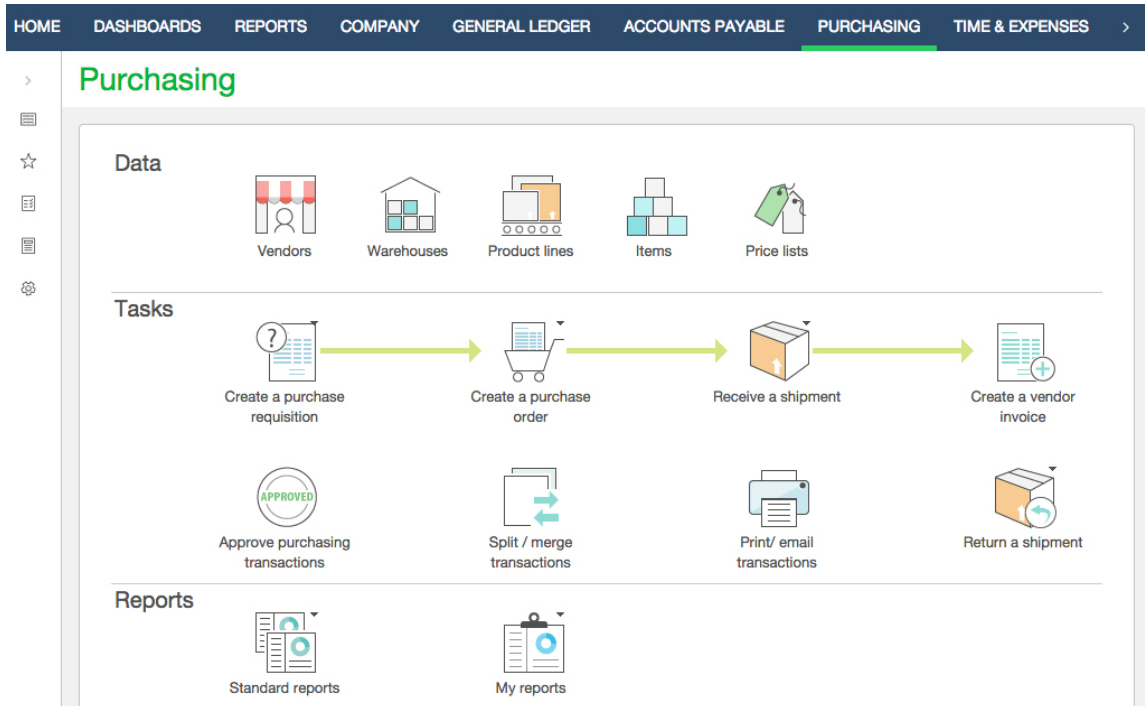 HOME DASHBOARDS REPORTS COMPANY GENERAL LEDGER ACCOUNTS PAYABLE PURCHASING TIME & EXPENSES
Purchasing
Data
Vendors Warehouses Product lines Items Price lists
Tasks
?
Create a purchase requisition
Create a purchase order
Receive a shipment
Create a vendor invoice
APPROVED
Approve purchasing transactions
Split / merge transactions
Print/ email transactions
Return a shipment
Reports
Standard reports My reports